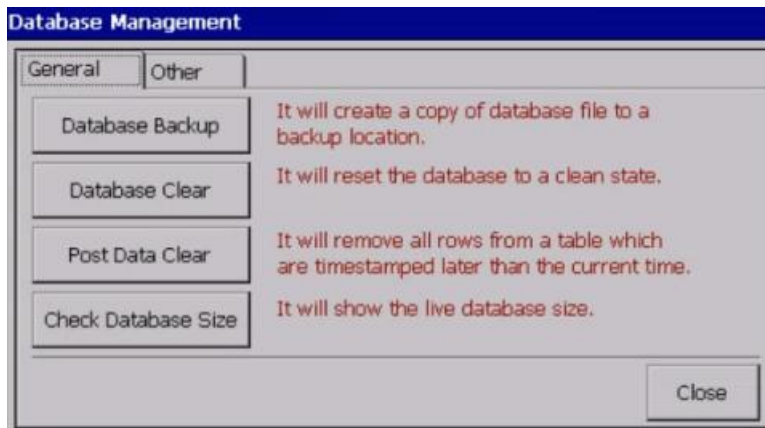 Database Management
General Other
Database Backup
It will create a copy of database file to a
backup location.
Database Clear
It will reset the database to a clean state.
Post Data Clear
It will remove all rows from a table which
are timestamped later than the current time.
Check Database Size
It will show the live database size.
Close